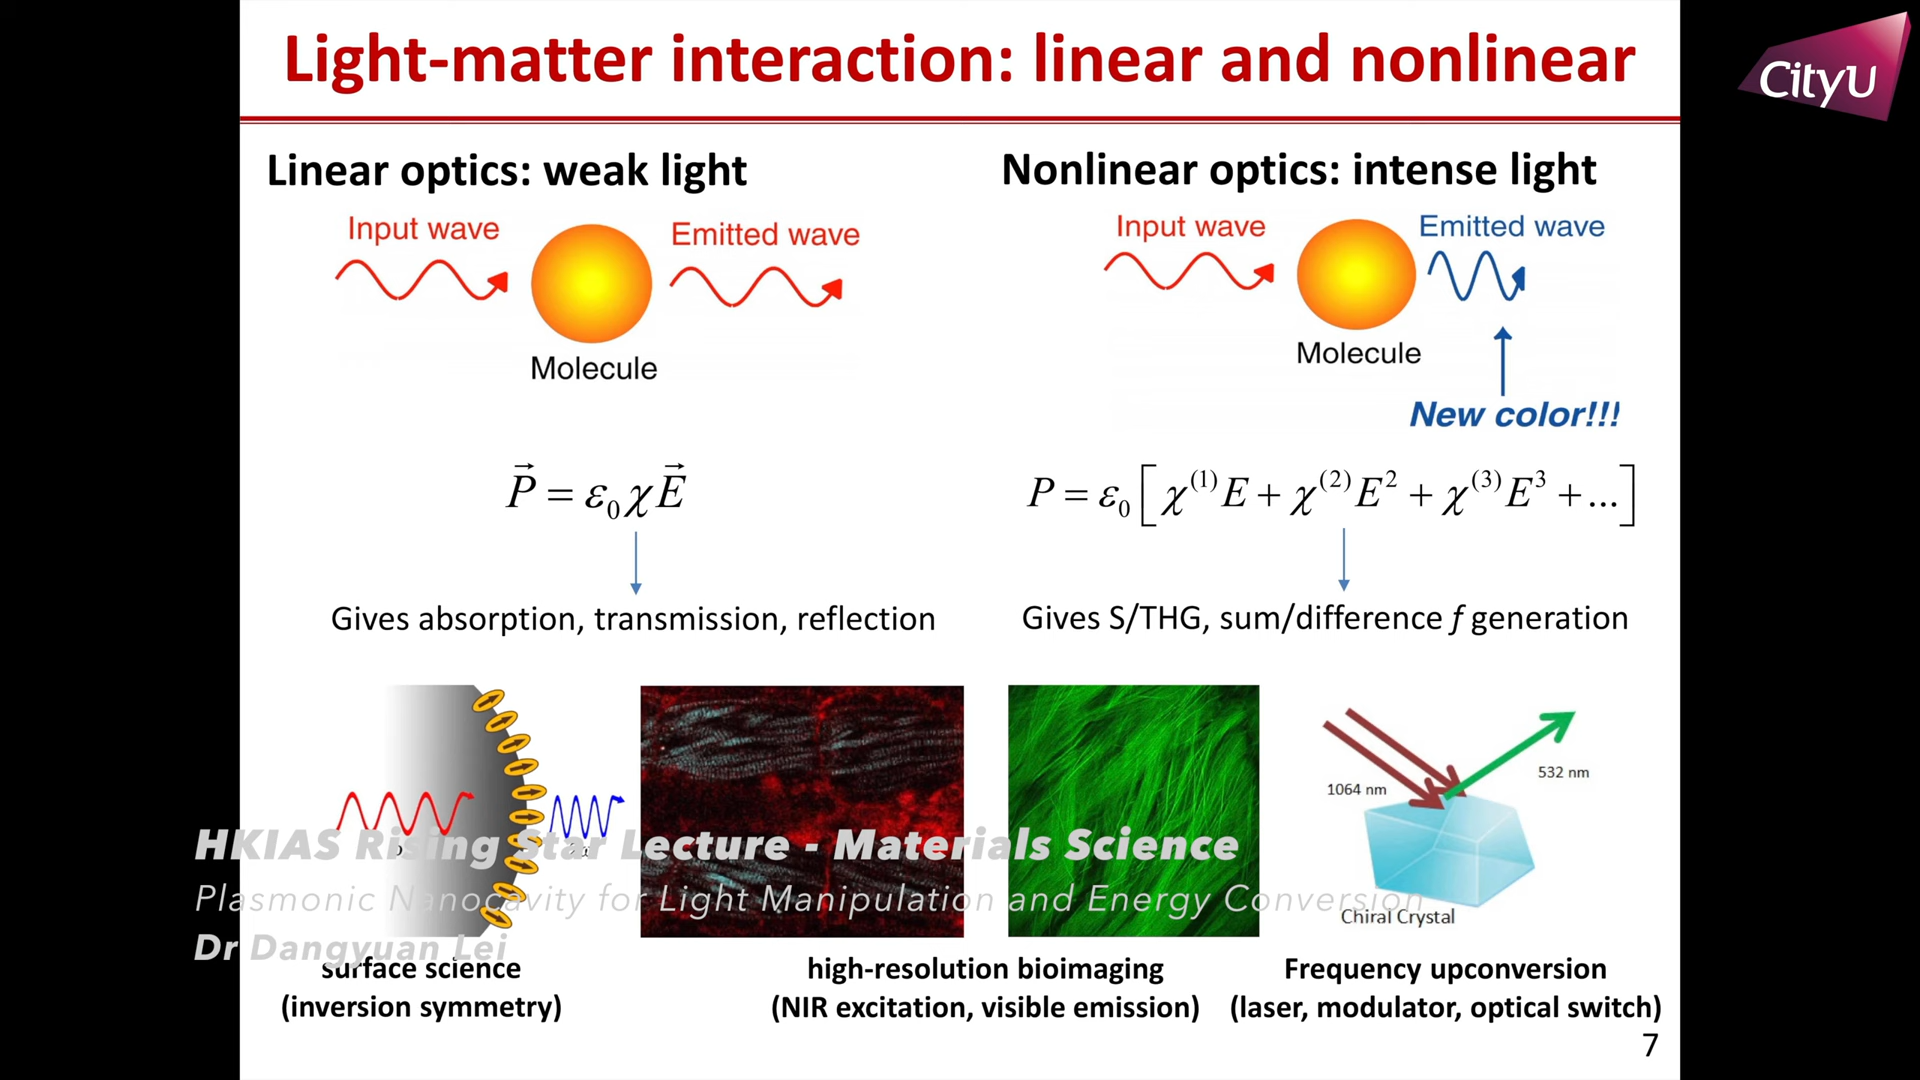 Light-matter interaction: linear and nonlinear
CityU
Linear optics: weak light
Nonlinear optics: intense light
Input wave
Emitted wave
Molecule
Input wave
Emitted wave
Molecule
New color!!!
P⃗ = ε₀χE⃗
P = ε₀[χ⁽¹⁾E + χ⁽²⁾E² + χ⁽³⁾E³ + ...]
Gives absorption, transmission, reflection
Gives S/THG, sum/difference f generation
1064 nm
532 nm
Chiral Crystal
HKIAS Rising Star Lecture - Materials Science
Plasmonic Nanocavity for Light Manipulation and Energy Conversion
Dr Dangyuan Lei
surface science
(inversion symmetry)
high-resolution bioimaging
(NIR excitation, visible emission)
Frequency upconversion
(laser, modulator, optical switch)
7